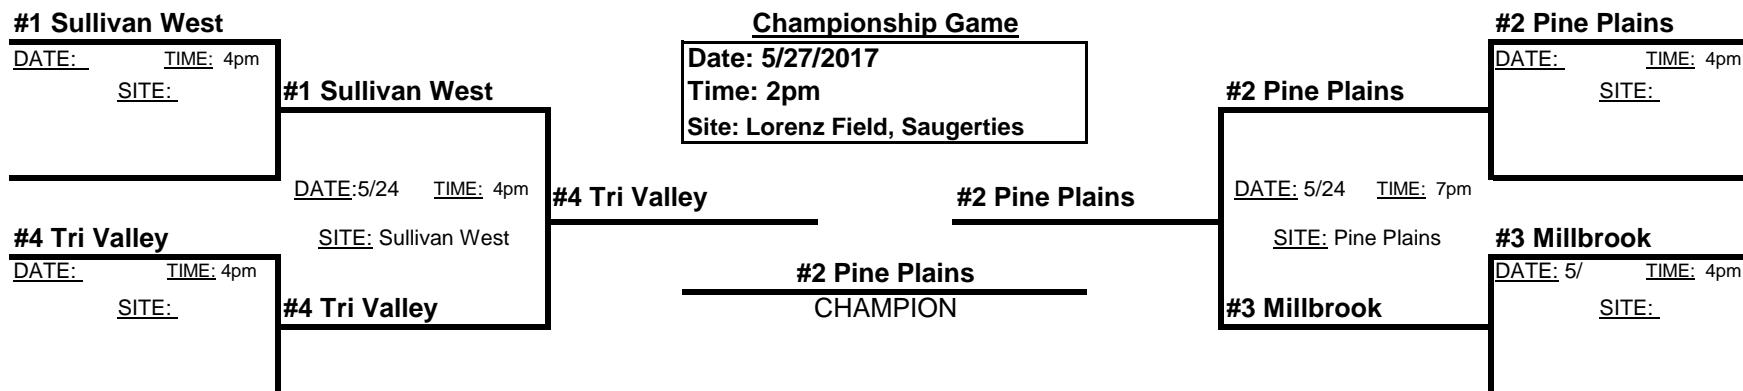 #1 Sullivan West
DATE: TIME: 4pm
SITE:
#1 Sullivan West
DATE:5/24 TIME: 4pm
SITE: Sullivan West
#4 Tri Valley
DATE: TIME: 4pm
SITE:
#4 Tri Valley
#4 Tri Valley
Championship Game
Date: 5/27/2017
Time: 2pm
Site: Lorenz Field, Saugerties
#2 Pine Plains
CHAMPION
#2 Pine Plains
#2 Pine Plains
DATE: 5/24 TIME: 7pm
SITE: Pine Plains
#3 Millbrook
#2 Pine Plains
DATE: TIME: 4pm
SITE:
#3 Millbrook
DATE: 5/ TIME: 4pm
SITE: